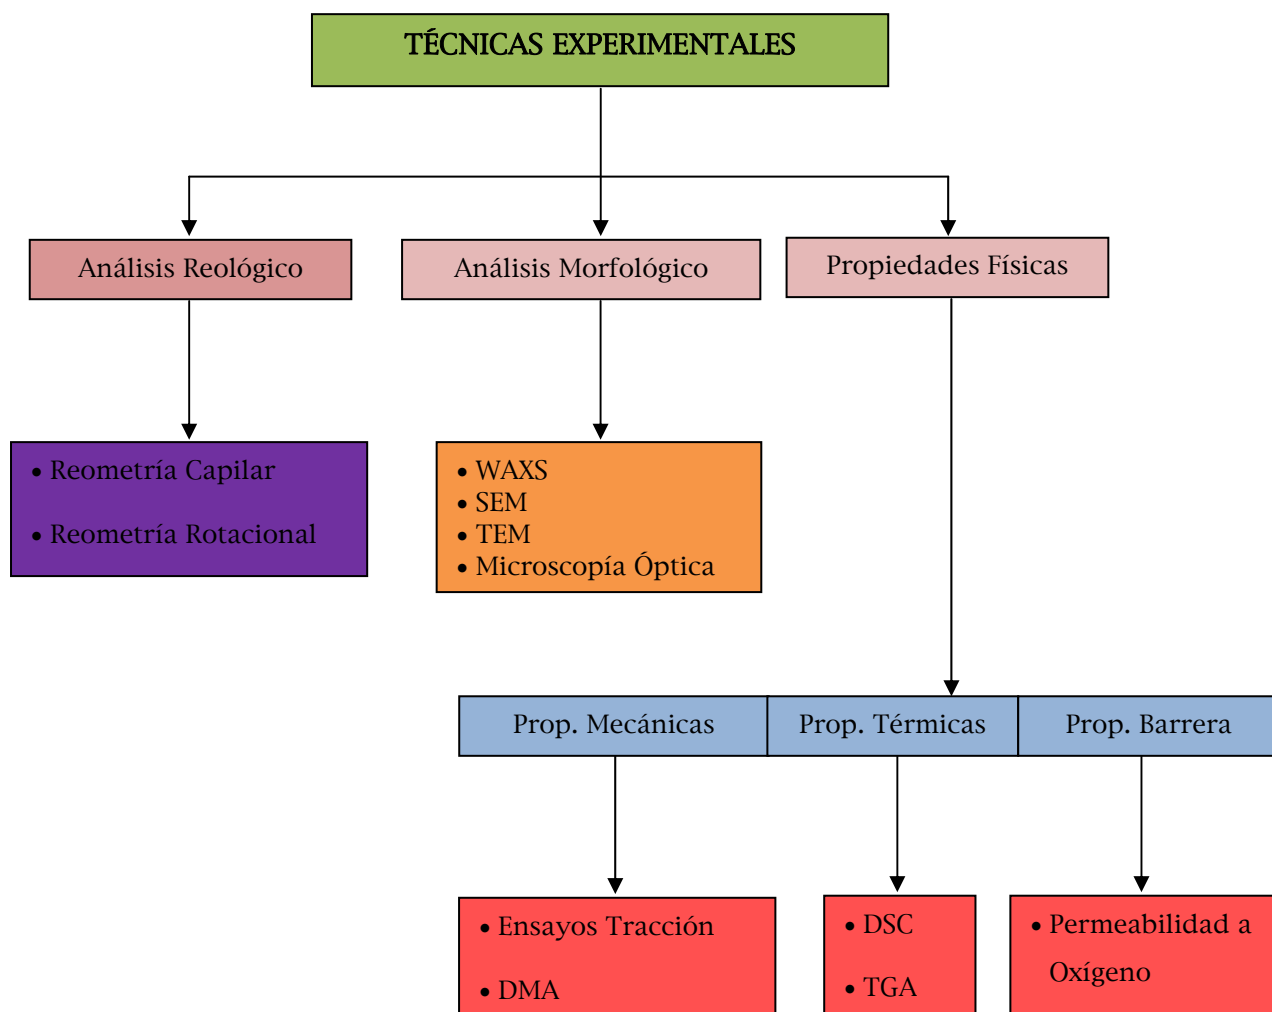 TÉCNICAS EXPERIMENTALES
Análisis Reológico
Análisis Morfológico
Propiedades Físicas
• Reometría Capilar
• Reometría Rotacional
• WAXS
• SEM
• TEM
• Microscopía Óptica
Prop. Mecánicas
Prop. Térmicas
Prop. Barrera
• Ensayos Tracción
• DMA
• DSC
• TGA
• Permeabilidad a
Oxígeno